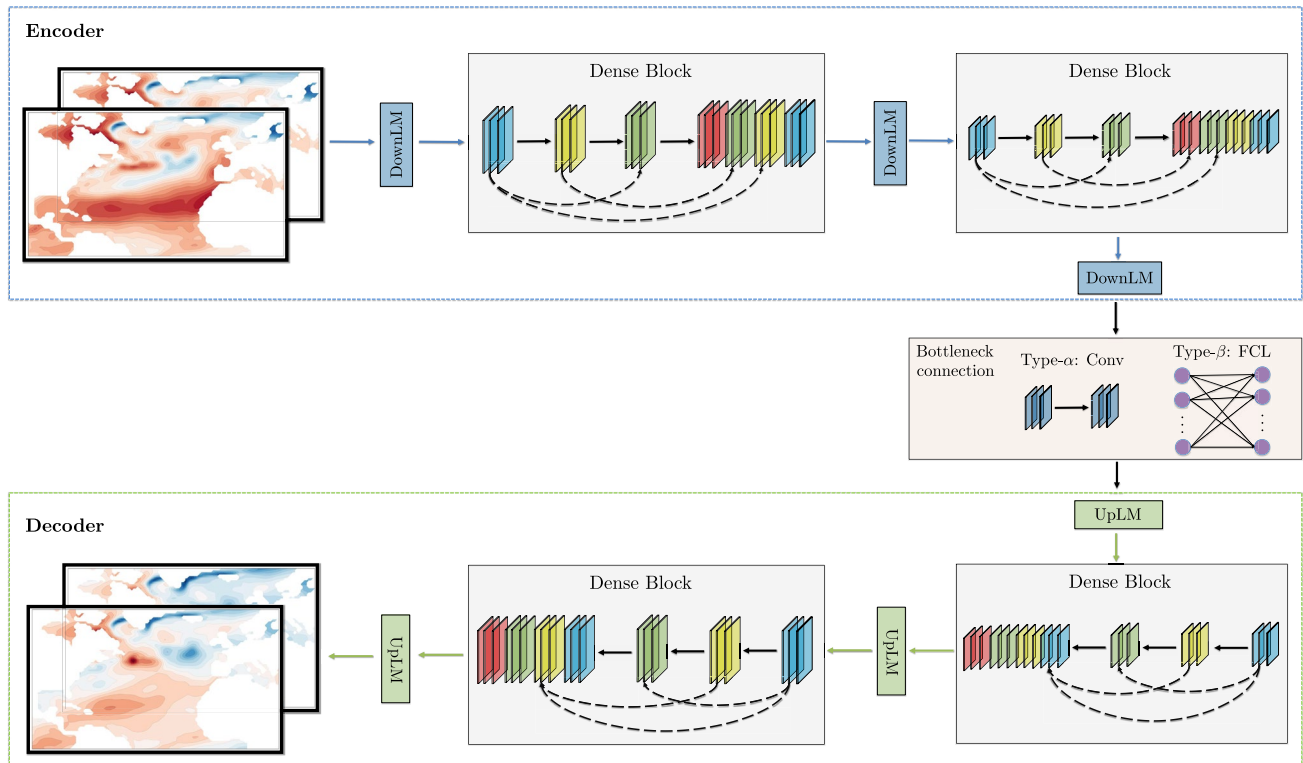 Encoder
Dense Block
Dense Block
DownLM
DownLM
DownLM
Bottleneck
connection
Type-α: Conv
Type-β: FCL
UpLM
Decoder
Dense Block
Dense Block
UpLM
UpLM